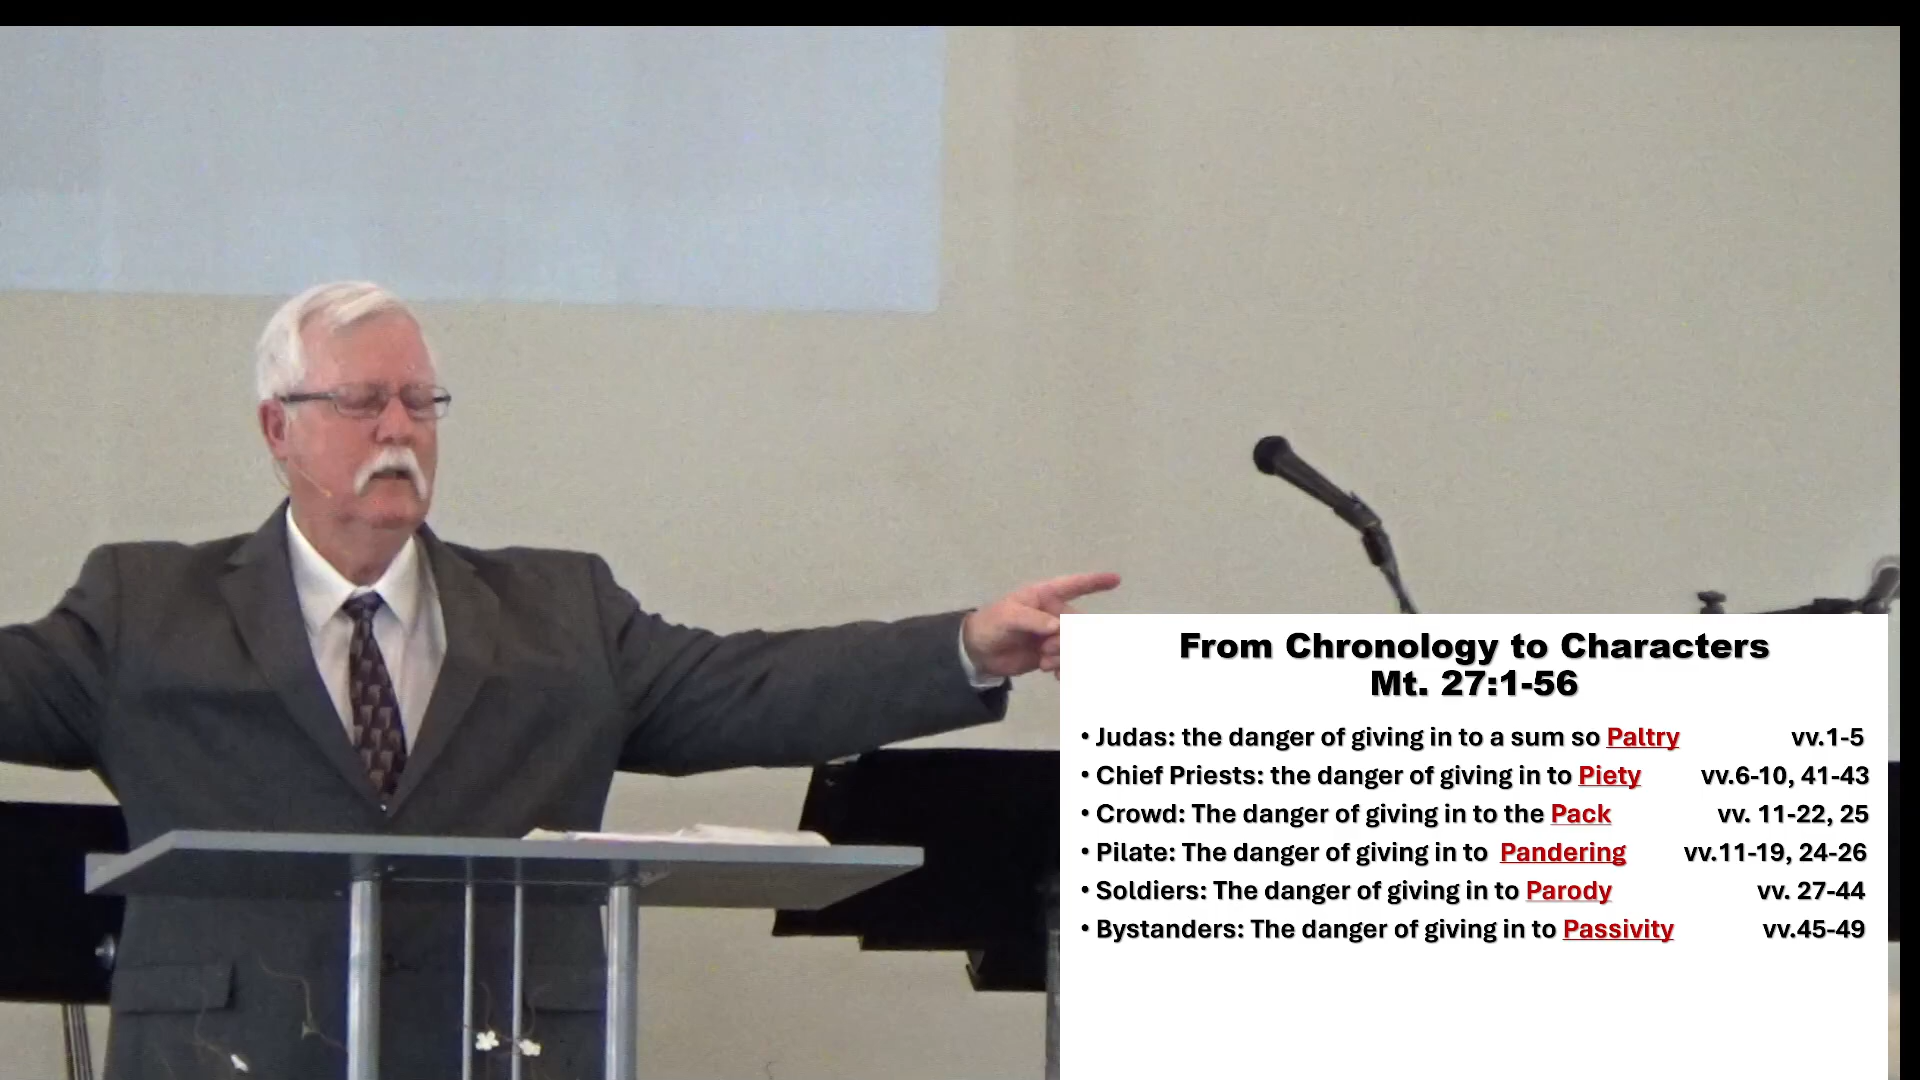 From Chronology to Characters
Mt. 27:1-56
• Judas: the danger of giving in to a sum so Paltry vv.1-5
• Chief Priests: the danger of giving in to Piety vv.6-10, 41-43
• Crowd: The danger of giving in to the Pack vv. 11-22, 25
• Pilate: The danger of giving in to Pandering vv.11-19, 24-26
• Soldiers: The danger of giving in to Parody vv. 27-44
• Bystanders: The danger of giving in to Passivity vv.45-49